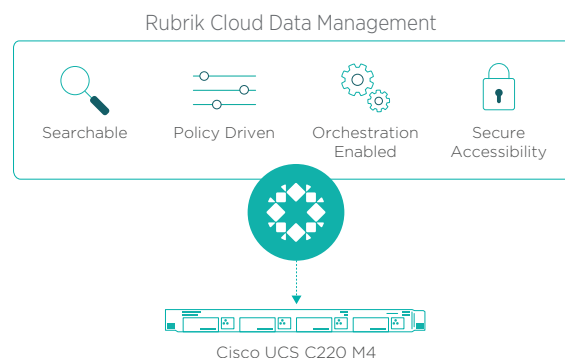 Rubrik Cloud Data Management
Searchable
Policy Driven
Orchestration
Enabled
Secure
Accessibility
Cisco UCS C220 M4